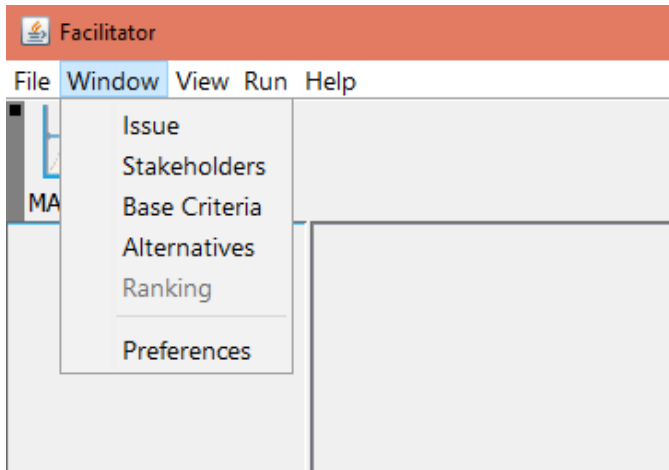 Facilitator
File Window View Run Help
Issue
Stakeholders
MA
Base Criteria
Alternatives
Ranking
Preferences